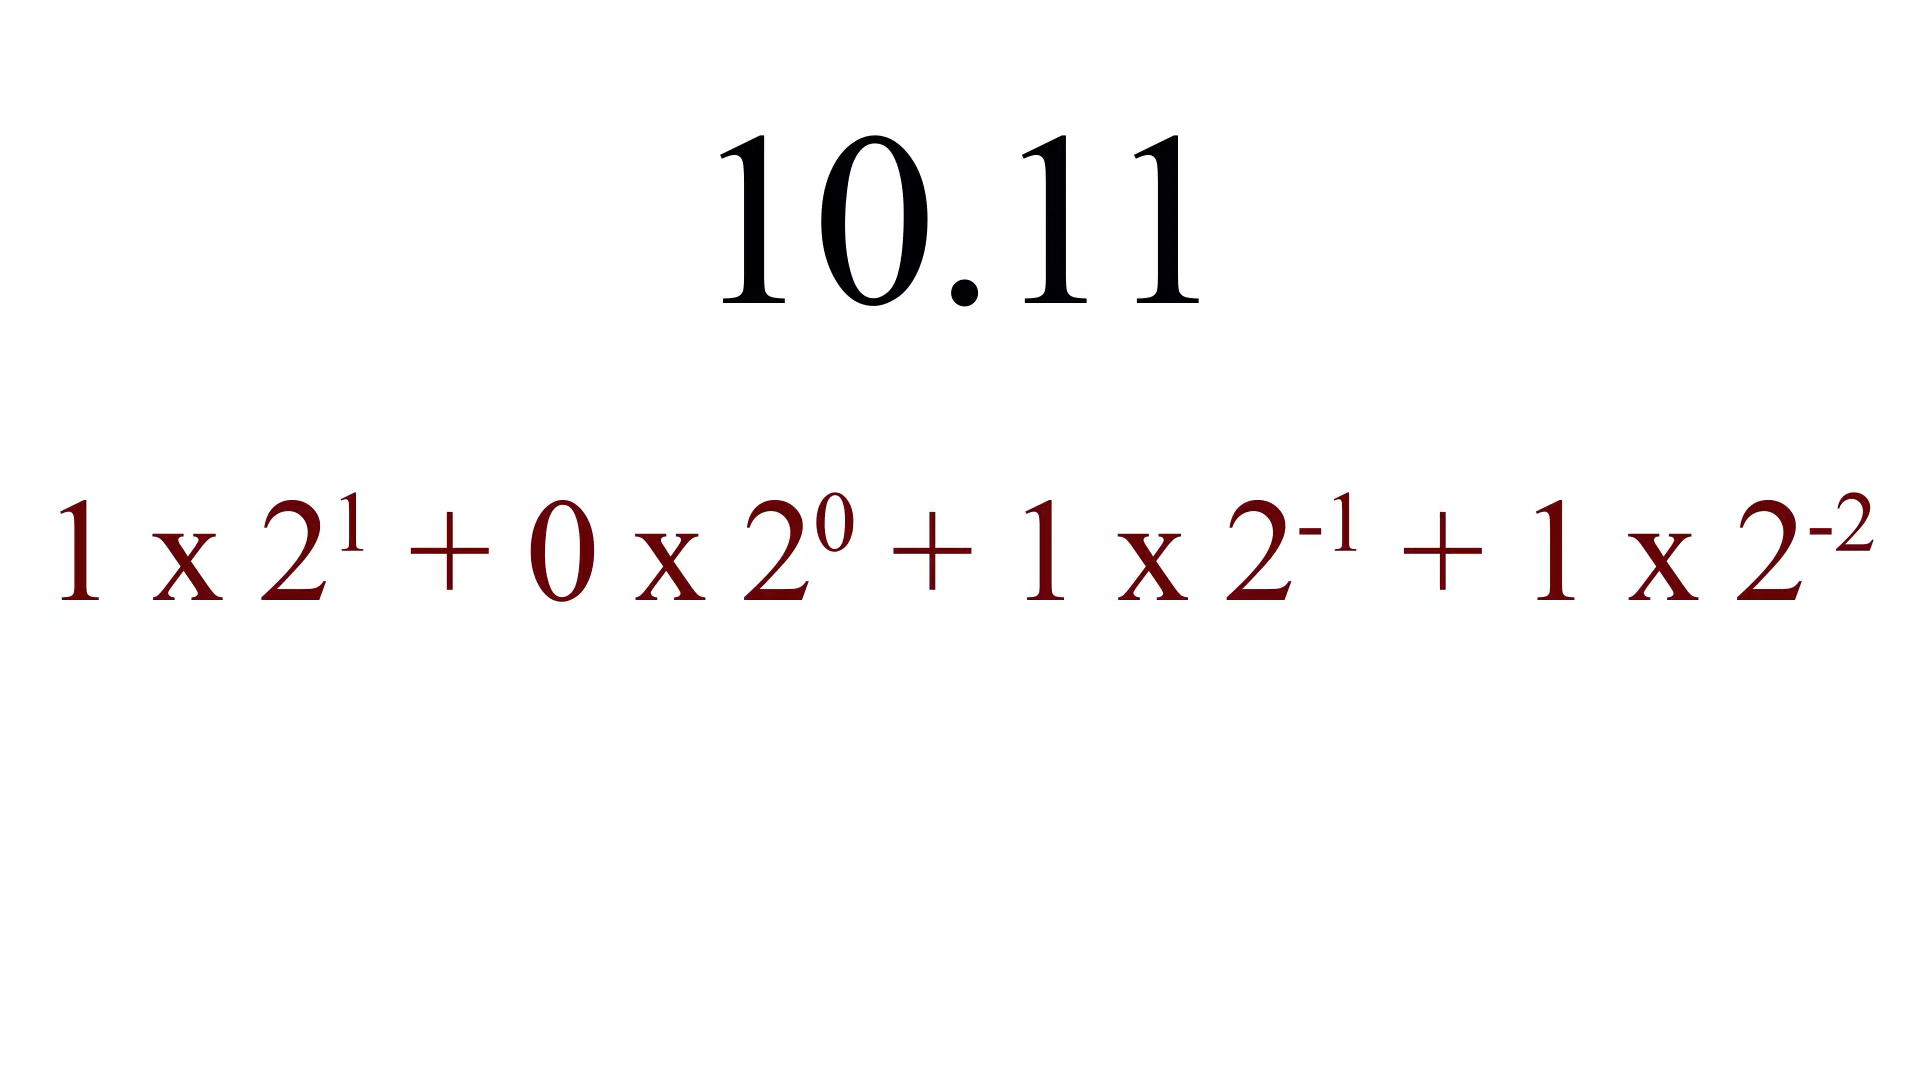 10.11
1 x 2¹ + 0 x 2⁰ + 1 x 2⁻¹ + 1 x 2⁻²